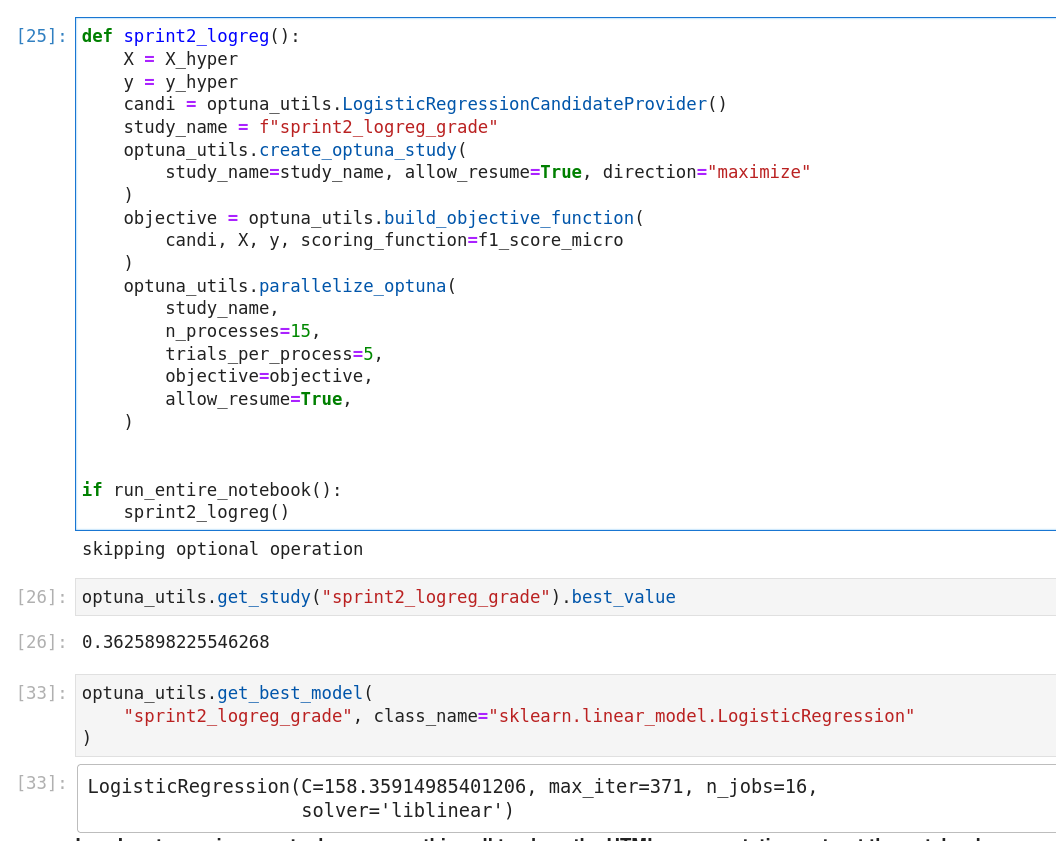 [25]: def sprint2_logreg():
    X = X_hyper
    y = y_hyper
    candi = optuna_utils.LogisticRegressionCandidateProvider()
    study_name = f"sprint2_logreg_grade"
    optuna_utils.create_optuna_study(
        study_name=study_name, allow_resume=True, direction="maximize"
    )
    objective = optuna_utils.build_objective_function(
        candi, X, y, scoring_function=f1_score_micro
    )
    optuna_utils.parallelize_optuna(
        study_name,
        n_processes=15,
        trials_per_process=5,
        objective=objective,
        allow_resume=True,
    )
if run_entire_notebook():
    sprint2_logreg()
skipping optional operation
[26]: optuna_utils.get_study("sprint2_logreg_grade").best_value
[26]: 0.3625898225546268
[33]: optuna_utils.get_best_model(
    "sprint2_logreg_grade", class_name="sklearn.linear_model.LogisticRegression"
)
[33]: LogisticRegression(C=158.35914985401206, max_iter=371, n_jobs=16,
                   solver='liblinear')